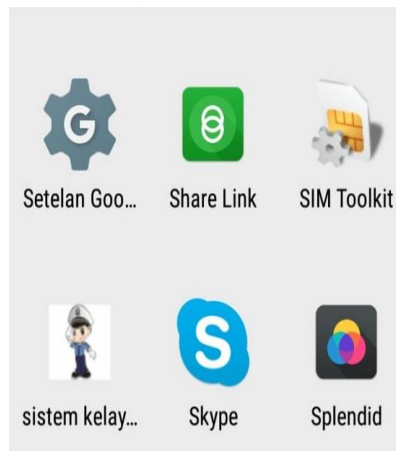 G
Setelan Goo...
Share Link
SIM Toolkit
S
sistem kelay...
Skype
Splendid